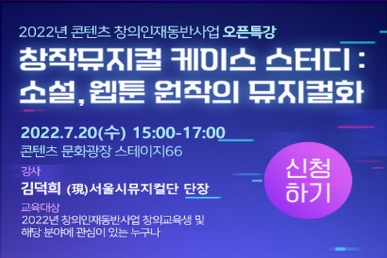 2022년 콘텐츠 창의인재동반사업 오픈특강
창작뮤지컬 케이스 스터디 :
소설, 웹툰 원작의 뮤지컬화
2022.7.20(수) 15:00-17:00
콘텐츠 문화광장 스테이지66
강사
김덕희 (現)서울시뮤지컬단 단장
교육대상
2022년 창의인재동반사업 창의교육생 및
해당 분야에 관심이 있는 누구나
신청
하기